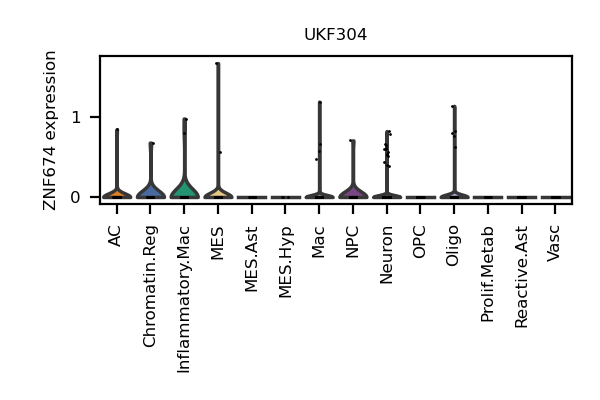 UKF304
ZNF674 expression
1
0
AC
Chromatin.Reg
Inflammatory.Mac
MES
MES.Ast
MES.Hyp
Mac
NPC
Neuron
OPC
Oligo
Prolif.Metab
Reactive.Ast
Vasc